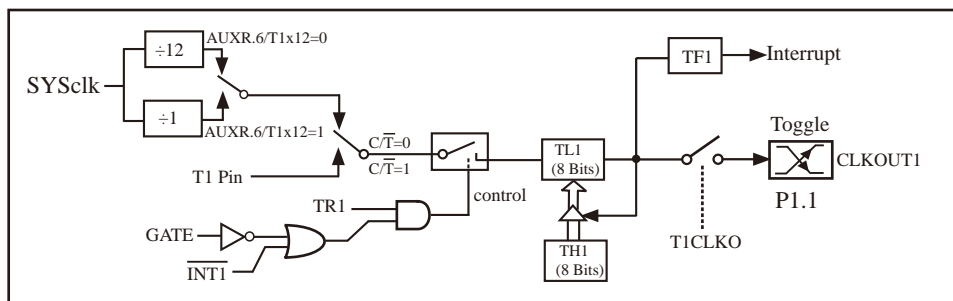 ÷12
AUXR.6/T1x12=0
SYSclk
÷1
AUXR.6/T1x12=1
T1 Pin
C/T̅=0
C/T̅=1
control
TR1
GATE
I̅N̅T̅1̅
TL1
(8 Bits)
TH1
(8 Bits)
TF1
Interrupt
Toggle
CLKOUT1
P1.1
T1CLKO